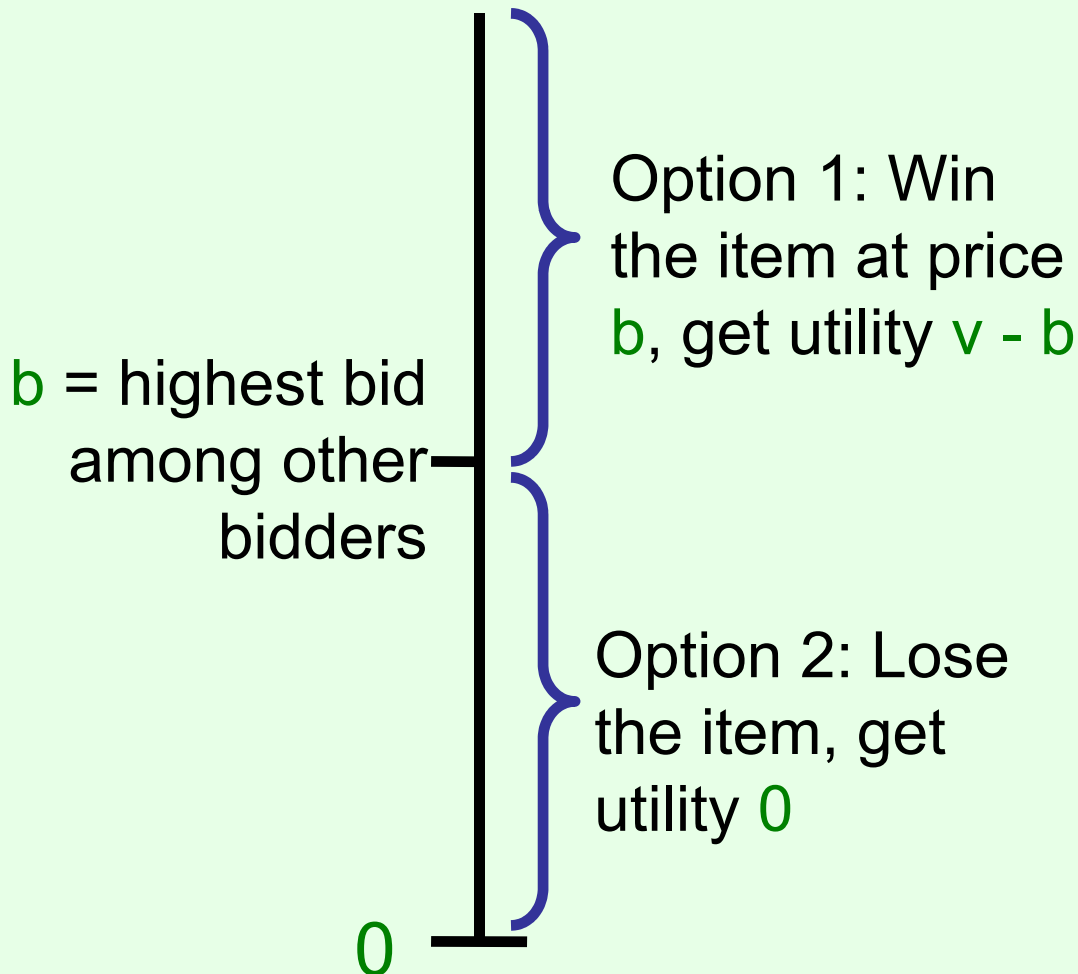 Option 1: Win
the item at price
b, get utility v - b
b = highest bid
among other
bidders
Option 2: Lose
the item, get
utility 0
0